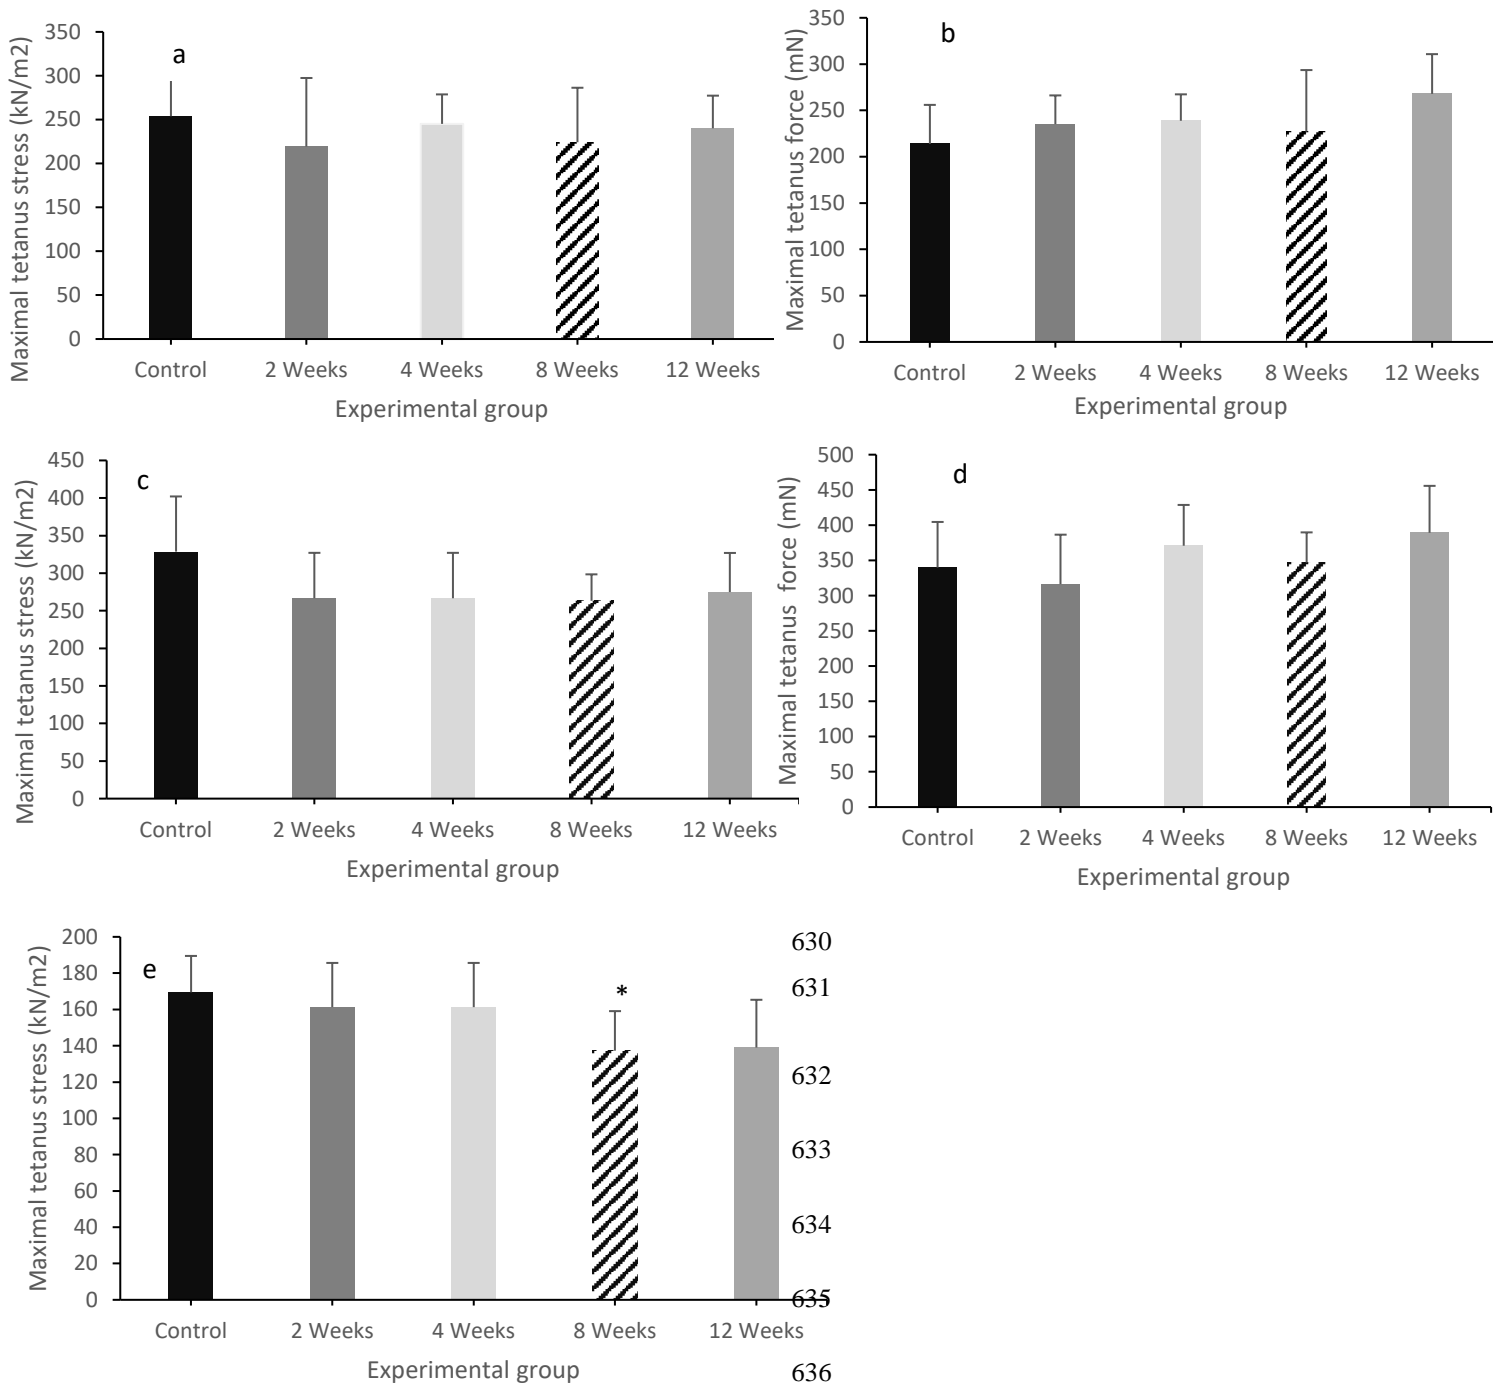 a
Maximal tetanus stress (kN/m2)
350
300
250
200
150
100
50
0
Control 2 Weeks 4 Weeks 8 Weeks 12 Weeks
Experimental group
b
Maximal tetanus force (mN)
350
300
250
200
150
100
50
0
Control 2 Weeks 4 Weeks 8 Weeks 12 Weeks
Experimental group
c
Maximal tetanus stress (kN/m2)
450
400
350
300
250
200
150
100
50
0
Control 2 Weeks 4 Weeks 8 Weeks 12 Weeks
Experimental group
d
Maximal tetanus force (mN)
500
450
400
350
300
250
200
150
100
50
0
Control 2 Weeks 4 Weeks 8 Weeks 12 Weeks
Experimental group
e
Maximal tetanus stress (kN/m2)
200
180
160
140
120
100
80
60
40
20
0
*
Control 2 Weeks 4 Weeks 8 Weeks 12 Weeks
Experimental group
630
631
632
633
634
635
636